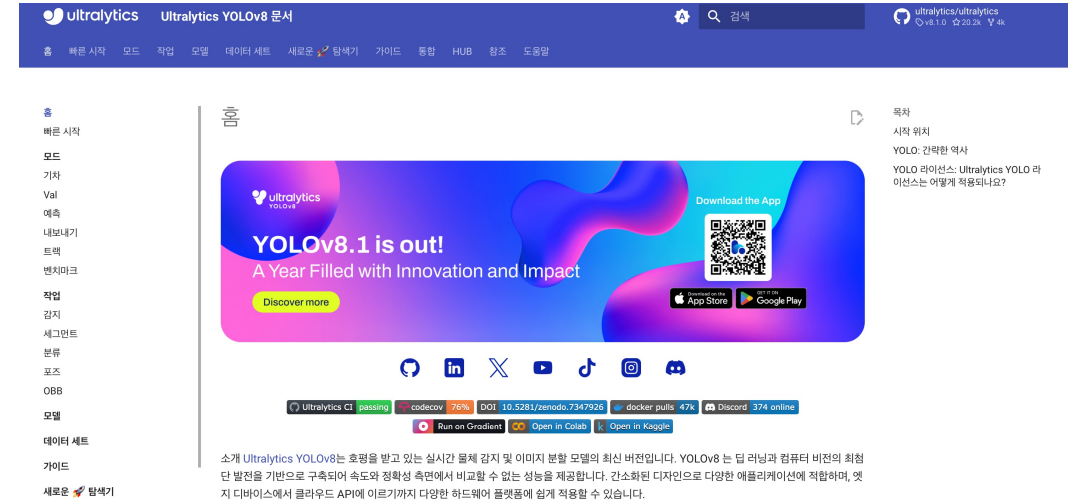 ultralytics Ultralytics YOLOv8 문서
검색
ultralytics/ultralytics
v8.1.0 20.2k 4k
홈 빠른 시작 모드 작업 모델 데이터 세트 새로운 🚀 탐색기 가이드 통합 HUB 참조 도움말
홈
빠른 시작
모드
기차
Val
예측
내보내기
트랙
벤치마크
작업
감지
세그먼트
분류
포즈
OBB
모델
데이터 세트
가이드
새로운 🚀 탐색기
홈
ultralytics
YOLOv8
YOLOv8.1 is out!
A Year Filled with Innovation and Impact
Discover more
Download the App
Download on the
App Store
GET IT ON
Google Play
Ultralytics CI passing codecov 76% DOI 10.5281/zenodo.7347926 docker pulls 47k Discord 374 online
Run on Gradient Open in Colab Open in Kaggle
소개 Ultralytics YOLOv8는 호평을 받고 있는 실시간 물체 감지 및 이미지 분할 모델의 최신 버전입니다. YOLOv8 는 딥 러닝과 컴퓨터 비전의 최첨
단 발전을 기반으로 구축되어 속도와 정확성 측면에서 비교할 수 없는 성능을 제공합니다. 간소화된 디자인으로 다양한 애플리케이션에 적합하며, 엣
지 디바이스에서 클라우드 API에 이르기까지 다양한 하드웨어 플랫폼에 쉽게 적용할 수 있습니다.
목차
시작 위치
YOLO: 간략한 역사
YOLO 라이선스: Ultralytics YOLO 라
이선스는 어떻게 적용되나요?